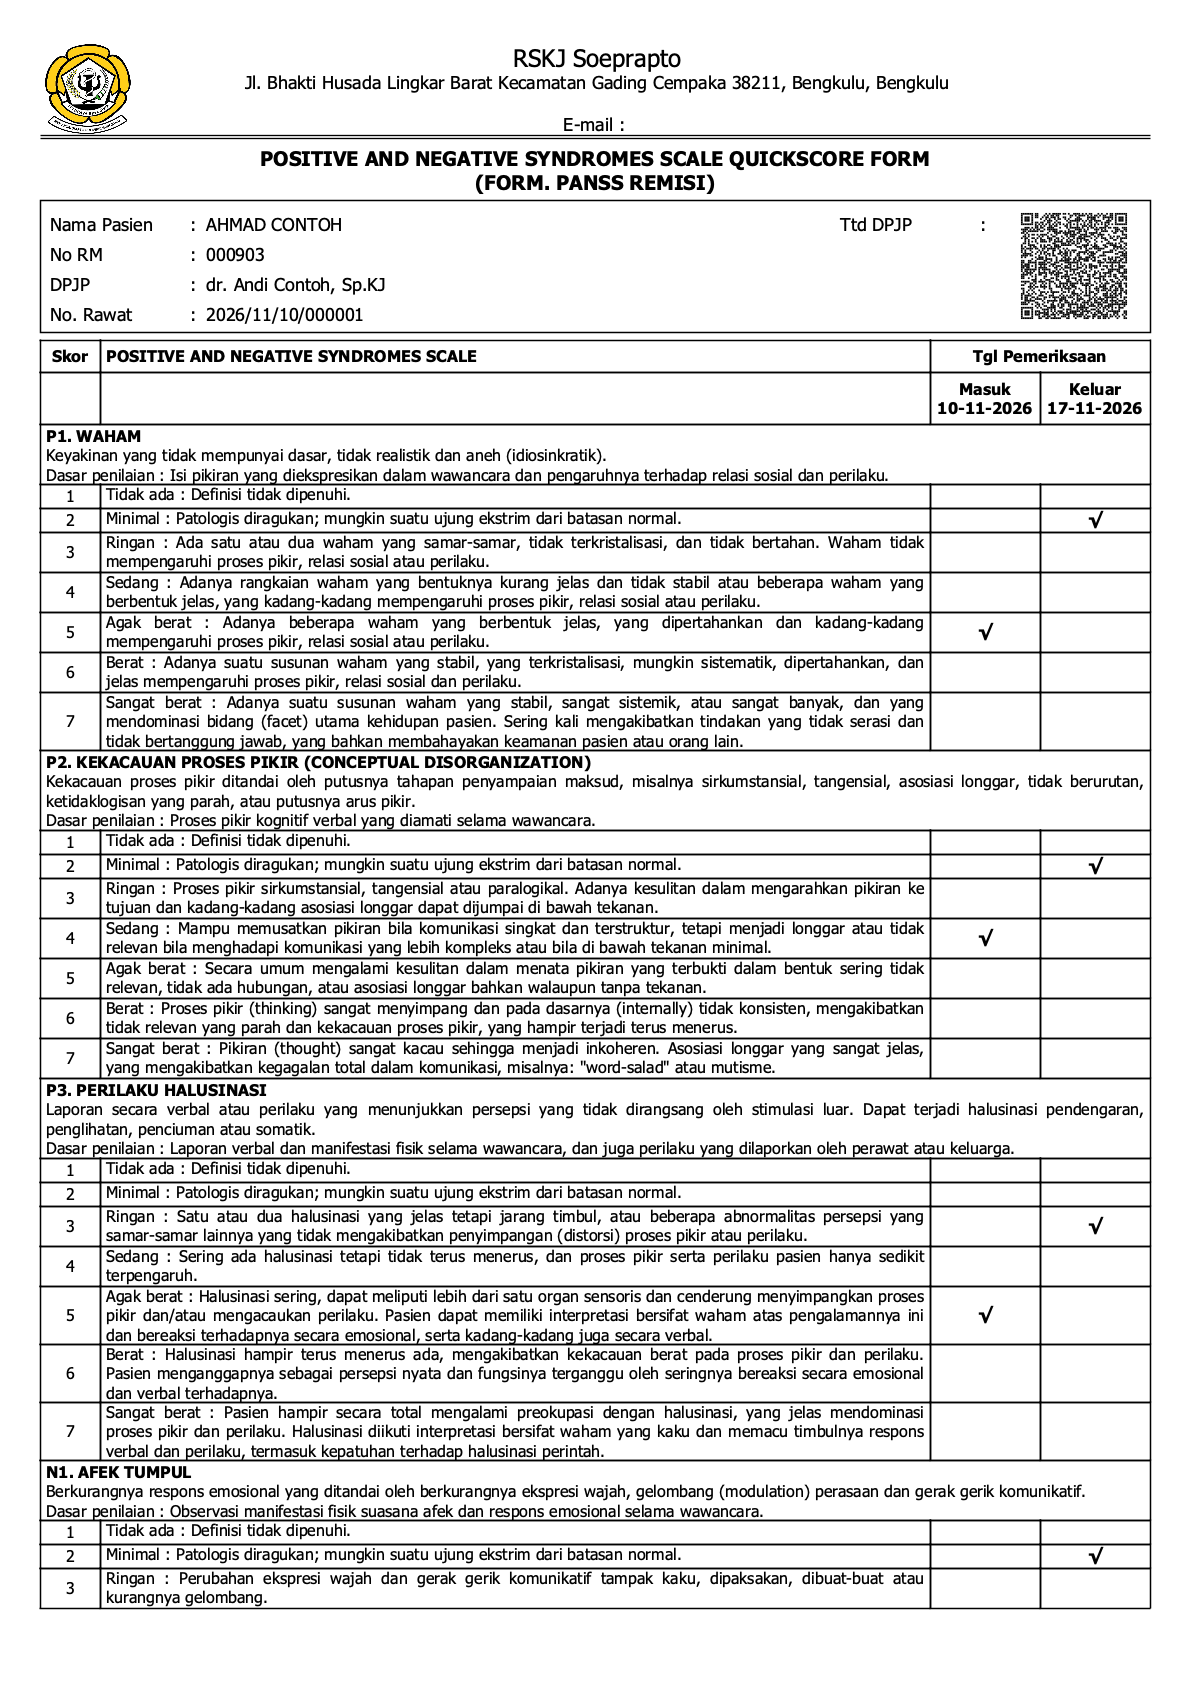 RSKJ Soeprapto
Jl. Bhakti Husada Lingkar Barat Kecamatan Gading Cempaka 38211, Bengkulu, Bengkulu
E-mail :
POSITIVE AND NEGATIVE SYNDROMES SCALE QUICKSCORE FORM
(FORM. PANSS REMISI)
Nama Pasien : AHMAD CONTOH Ttd DPJP :
No RM : 000903
DPJP : dr. Andi Contoh, Sp.KJ
No. Rawat : 2026/11/10/000001
Skor POSITIVE AND NEGATIVE SYNDROMES SCALE Tgl Pemeriksaan
Masuk Keluar
10-11-2026 17-11-2026
P1. WAHAM
Keyakinan yang tidak mempunyai dasar, tidak realistik dan aneh (idiosinkratik).
Dasar penilaian : Isi pikiran yang diekspresikan dalam wawancara dan pengaruhnya terhadap relasi sosial dan perilaku.
1 Tidak ada : Definisi tidak dipenuhi.
2 Minimal : Patologis diragukan; mungkin suatu ujung ekstrim dari batasan normal. √
3 Ringan : Ada satu atau dua waham yang samar-samar, tidak terkristalisasi, dan tidak bertahan. Waham tidak
mempengaruhi proses pikir, relasi sosial atau perilaku.
4 Sedang : Adanya rangkaian waham yang bentuknya kurang jelas dan tidak stabil atau beberapa waham yang
berbentuk jelas, yang kadang-kadang mempengaruhi proses pikir, relasi sosial atau perilaku.
5 Agak berat : Adanya beberapa waham yang berbentuk jelas, yang dipertahankan dan kadang-kadang
mempengaruhi proses pikir, relasi sosial atau perilaku. √
6 Berat : Adanya suatu susunan waham yang stabil, yang terkristalisasi, mungkin sistematik, dipertahankan, dan
jelas mempengaruhi proses pikir, relasi sosial dan perilaku.
7 Sangat berat : Adanya suatu susunan waham yang stabil, sangat sistemik, atau sangat banyak, dan yang
mendominasi bidang (facet) utama kehidupan pasien. Sering kali mengakibatkan tindakan yang tidak serasi dan
tidak bertanggung jawab, yang bahkan membahayakan keamanan pasien atau orang lain.
P2. KEKACAUAN PROSES PIKIR (CONCEPTUAL DISORGANIZATION)
Kekacauan proses pikir ditandai oleh putusnya tahapan penyampaian maksud, misalnya sirkumstansial, tangensial, asosiasi longgar, tidak berurutan,
ketidaklogisan yang parah, atau putusnya arus pikir.
Dasar penilaian : Proses pikir kognitif verbal yang diamati selama wawancara.
1 Tidak ada : Definisi tidak dipenuhi.
2 Minimal : Patologis diragukan; mungkin suatu ujung ekstrim dari batasan normal. √
3 Ringan : Proses pikir sirkumstansial, tangensial atau paralogikal. Adanya kesulitan dalam mengarahkan pikiran ke
tujuan dan kadang-kadang asosiasi longgar dapat dijumpai di bawah tekanan.
4 Sedang : Mampu memusatkan pikiran bila komunikasi singkat dan terstruktur, tetapi menjadi longgar atau tidak
relevan bila menghadapi komunikasi yang lebih kompleks atau bila di bawah tekanan minimal. √
5 Agak berat : Secara umum mengalami kesulitan dalam menata pikiran yang terbukti dalam bentuk sering tidak
relevan, tidak ada hubungan, atau asosiasi longgar bahkan walaupun tanpa tekanan.
6 Berat : Proses pikir (thinking) sangat menyimpang dan pada dasarnya (internally) tidak konsisten, mengakibatkan
tidak relevan yang parah dan kekacauan proses pikir, yang hampir terjadi terus menerus.
7 Sangat berat : Pikiran (thought) sangat kacau sehingga menjadi inkoheren. Asosiasi longgar yang sangat jelas,
yang mengakibatkan kegagalan total dalam komunikasi, misalnya: "word-salad" atau mutisme.
P3. PERILAKU HALUSINASI
Laporan secara verbal atau perilaku yang menunjukkan persepsi yang tidak dirangsang oleh stimulasi luar. Dapat terjadi halusinasi pendengaran,
penglihatan, penciuman atau somatik.
Dasar penilaian : Laporan verbal dan manifestasi fisik selama wawancara, dan juga perilaku yang dilaporkan oleh perawat atau keluarga.
1 Tidak ada : Definisi tidak dipenuhi.
2 Minimal : Patologis diragukan; mungkin suatu ujung ekstrim dari batasan normal.
3 Ringan : Satu atau dua halusinasi yang jelas tetapi jarang timbul, atau beberapa abnormalitas persepsi yang
samar-samar lainnya yang tidak mengakibatkan penyimpangan (distorsi) proses pikir atau perilaku. √
4 Sedang : Sering ada halusinasi tetapi tidak terus menerus, dan proses pikir serta perilaku pasien hanya sedikit
terpengaruh.
5 Agak berat : Halusinasi sering, dapat meliputi lebih dari satu organ sensoris dan cenderung menyimpangkan proses
pikir dan/atau mengacaukan perilaku. Pasien dapat memiliki interpretasi bersifat waham atas pengalamannya ini √
dan bereaksi terhadapnya secara emosional, serta kadang-kadang juga secara verbal.
6 Berat : Halusinasi hampir terus menerus ada, mengakibatkan kekacauan berat pada proses pikir dan perilaku.
Pasien menganggapnya sebagai persepsi nyata dan fungsinya terganggu oleh seringnya bereaksi secara emosional
dan verbal terhadapnya.
7 Sangat berat : Pasien hampir secara total mengalami preokupasi dengan halusinasi, yang jelas mendominasi
proses pikir dan perilaku. Halusinasi diikuti interpretasi bersifat waham yang kaku dan memacu timbulnya respons
verbal dan perilaku, termasuk kepatuhan terhadap halusinasi perintah.
N1. AFEK TUMPUL
Berkurangnya respons emosional yang ditandai oleh berkurangnya ekspresi wajah, gelombang (modulation) perasaan dan gerak gerik komunikatif.
Dasar penilaian : Observasi manifestasi fisik suasana afek dan respons emosional selama wawancara.
1 Tidak ada : Definisi tidak dipenuhi.
2 Minimal : Patologis diragukan; mungkin suatu ujung ekstrim dari batasan normal. √
3 Ringan : Perubahan ekspresi wajah dan gerak gerik komunikatif tampak kaku, dipaksakan, dibuat-buat atau
kurangnya gelombang.